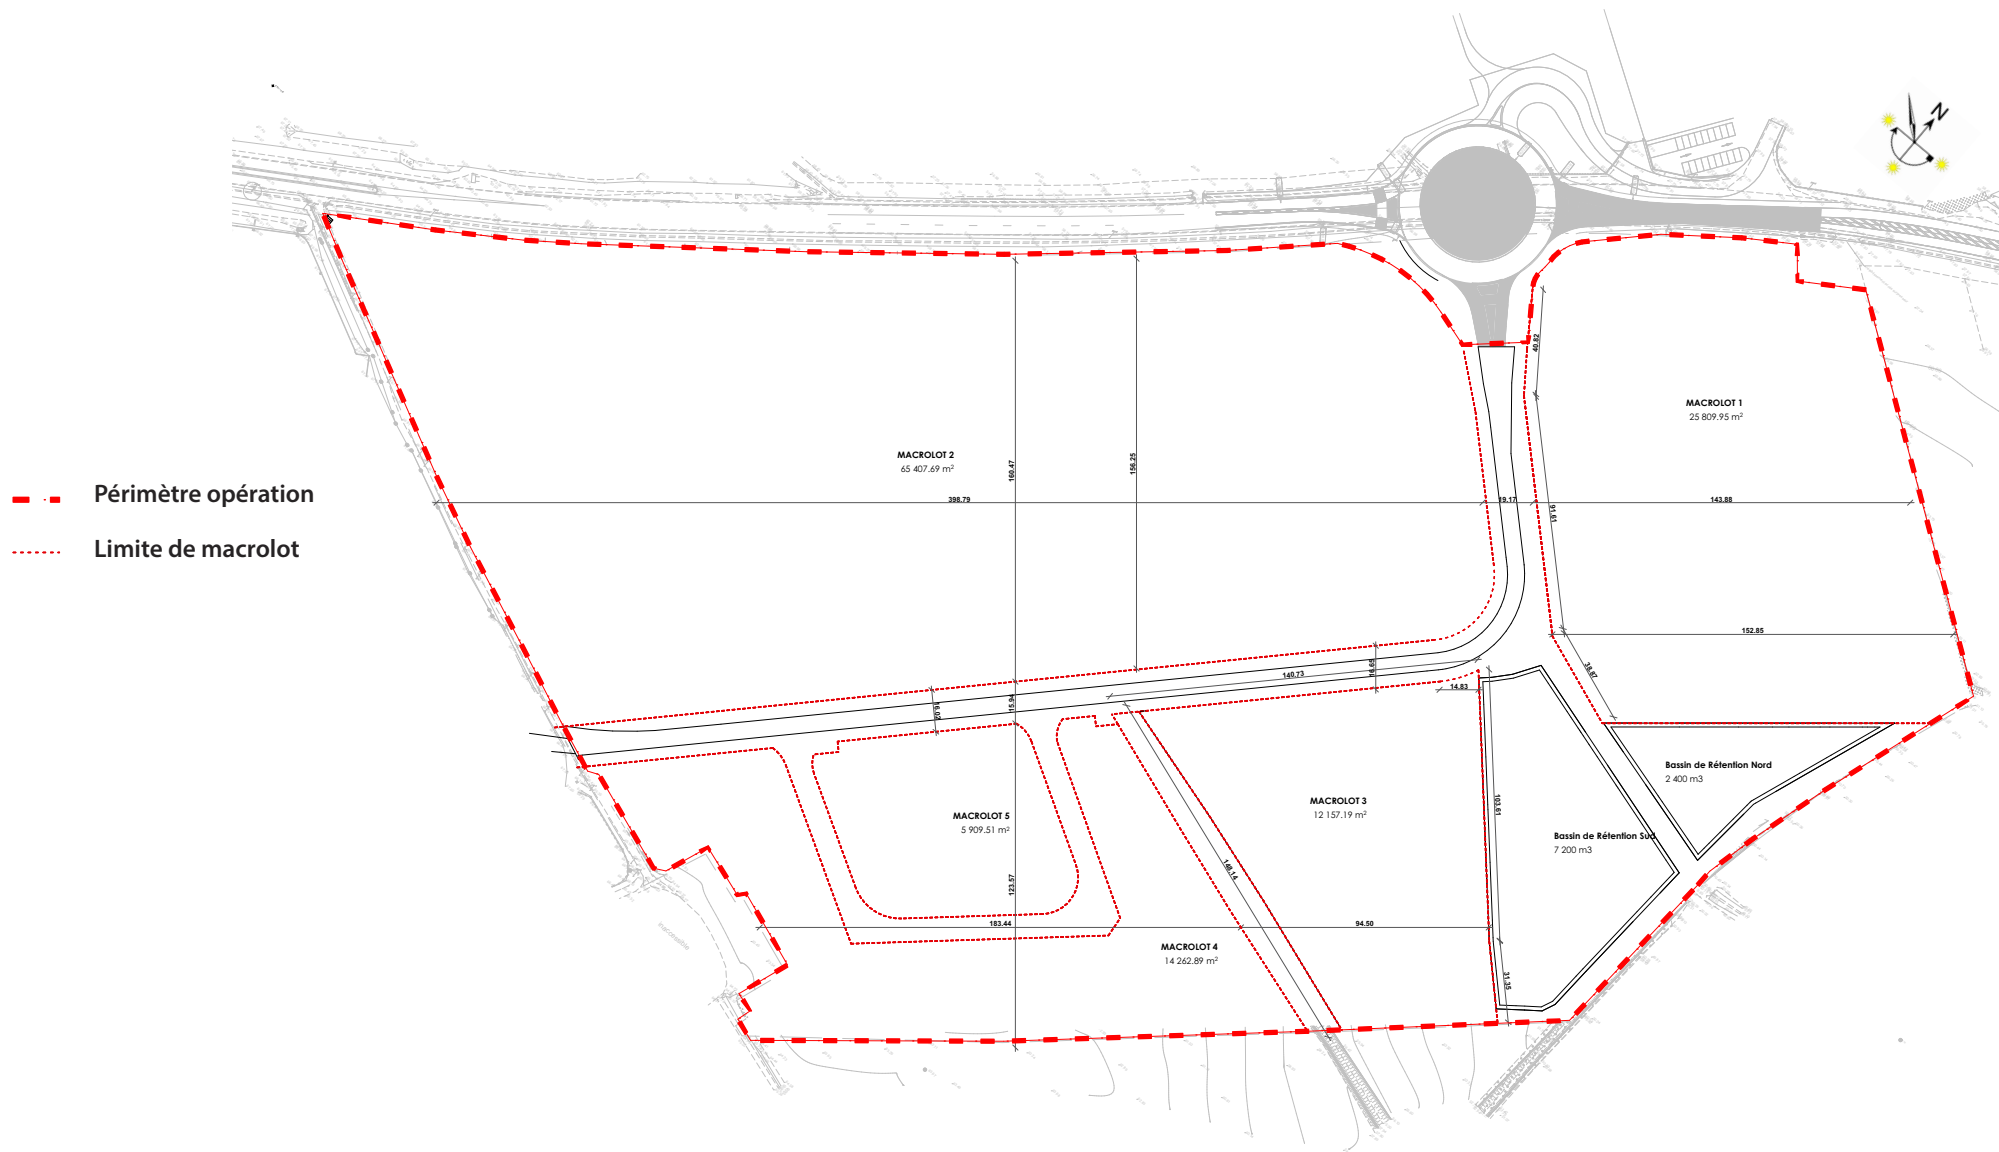 N
40.82
MACROLOT 1
25 809.95 m²
MACROLOT 2
65 407.69 m²
160.47
156.25
Périmètre opération
398.79
19.17
143.88
91.61
Limite de macrolot
152.85
16.65
140.73
38.87
14.83
15.94
Bassin de Rétention Nord
2 400 m3
MACROLOT 3
12 157.19 m²
103.61
MACROLOT 5
5 909.51 m²
Bassin de Rétention Sud
7 200 m3
148.14
123.57
183.44
94.50
MACROLOT 4
14 262.89 m²
31.35